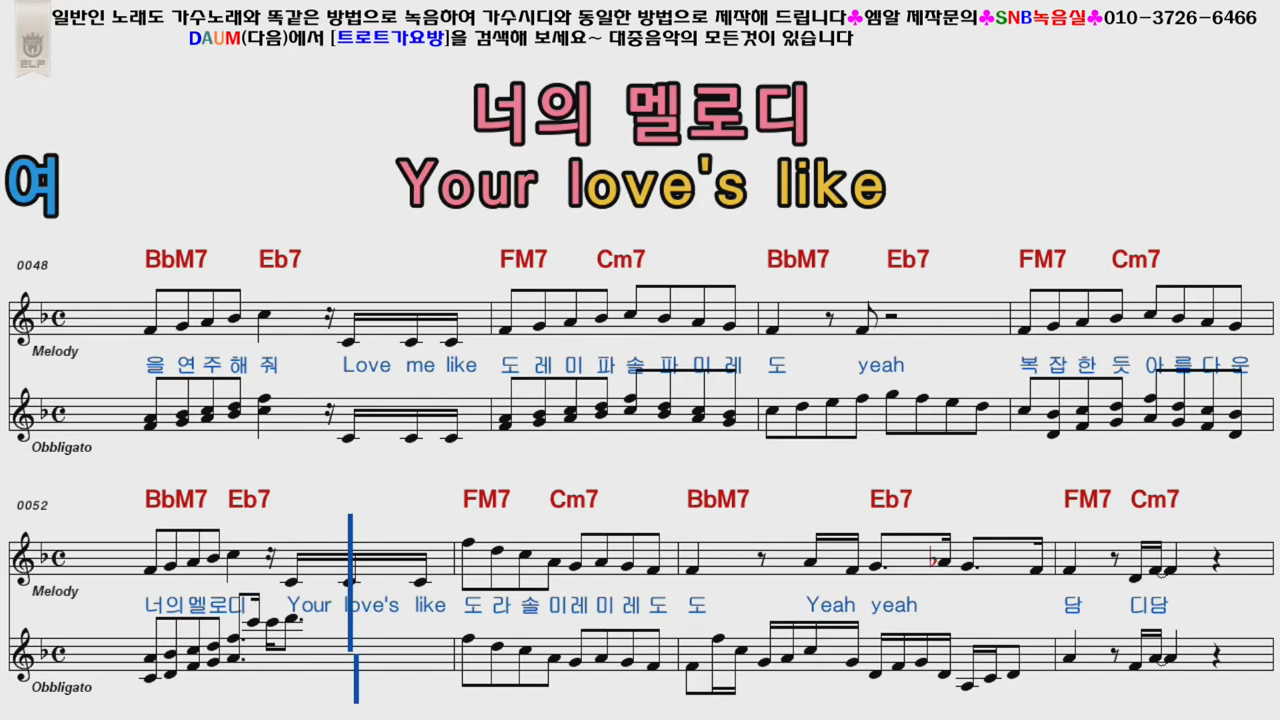 일반인 노래도 가수노래와 똑같은 방법으로 녹음하여 가수시디와 동일한 방법으로 제작해 드립니다♣엠알 제작문의♣SNB녹음실♣010-3726-6466
DAUM(다음)에서 [트로트가요방]을 검색해 보세요~ 대중음악의 모든것이 있습니다
ELF
너의 멜로디
여
Your love's like
0048 BbM7 Eb7 FM7 Cm7 BbM7 Eb7 FM7 Cm7
Melody
을 연주해 줘 Love me like 도 레 미 파 솔 파 미 레 도 yeah 복 잡 한 듯 아 름 다 운
Obbligato
0052 BbM7 Eb7 FM7 Cm7 BbM7 Eb7 FM7 Cm7
Melody
너의멜로디 Your love's like 도 라 솔 미레미레도 도 Yeah yeah 담 디담
Obbligato